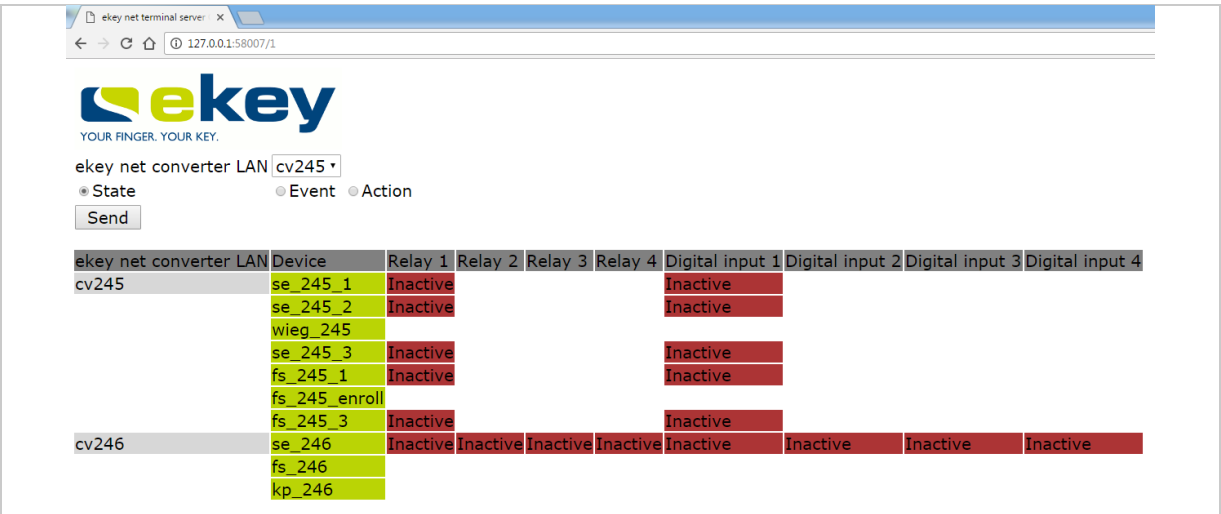 ekey net terminal server
127.0.0.1:58007/1
ekey
YOUR FINGER. YOUR KEY.
ekey net converter LAN cv245
State Event Action
Send
ekey net converter LAN Device Relay 1 Relay 2 Relay 3 Relay 4 Digital input 1 Digital input 2 Digital input 3 Digital input 4
cv245 se_245_1 Inactive Inactive
se_245_2 Inactive Inactive
wieg_245
se_245_3 Inactive Inactive
fs_245_1 Inactive Inactive
fs_245_enroll
fs_245_3 Inactive Inactive
cv246 se_246 Inactive Inactive Inactive Inactive Inactive Inactive Inactive Inactive
fs_246
kp_246